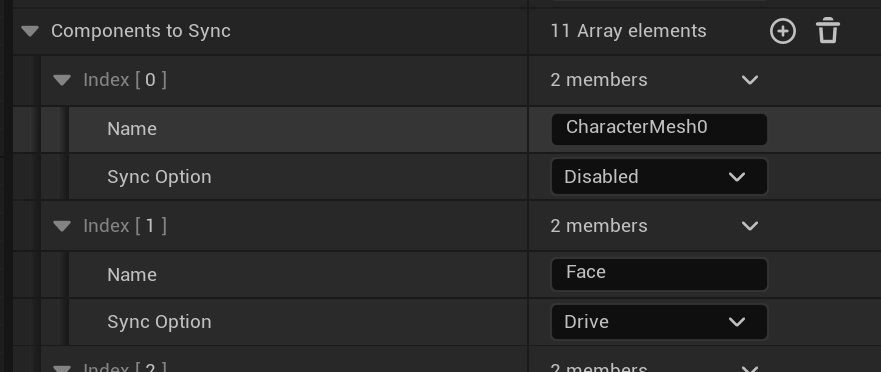 Components to Sync 11 Array elements
Index [ 0 ] 2 members
Name CharacterMesh0
Sync Option Disabled
Index [ 1 ] 2 members
Name Face
Sync Option Drive
Index [ 2 ] 2 members